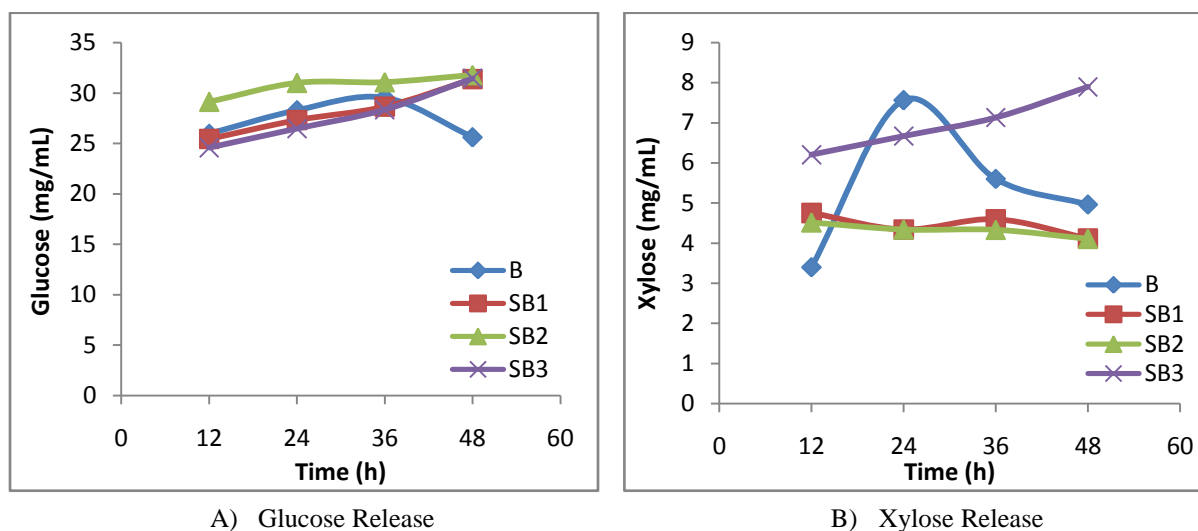 35
30
25
20
15
10
5
0
Glucose (mg/mL)
0 12 24 36 48 60
Time (h)
B
SB1
SB2
SB3
A) Glucose Release
9
8
7
6
5
4
3
2
1
0
Xylose (mg/mL)
0 12 24 36 48 60
Time (h)
B
SB1
SB2
SB3
B) Xylose Release